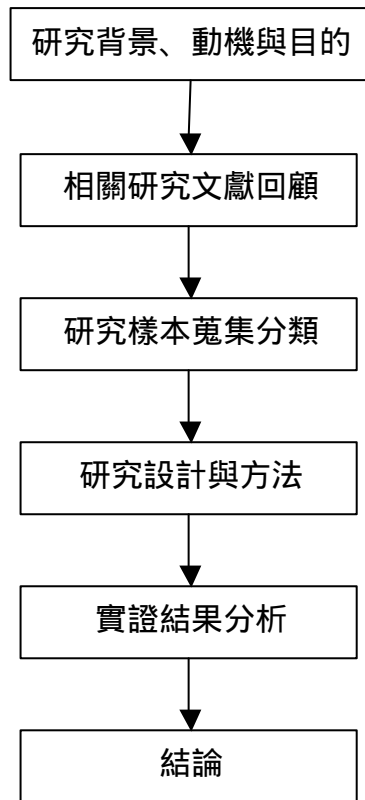 研究背景、動機與目的
相關研究文獻回顧
研究樣本蒐集分類
研究設計與方法
實證結果分析
結論